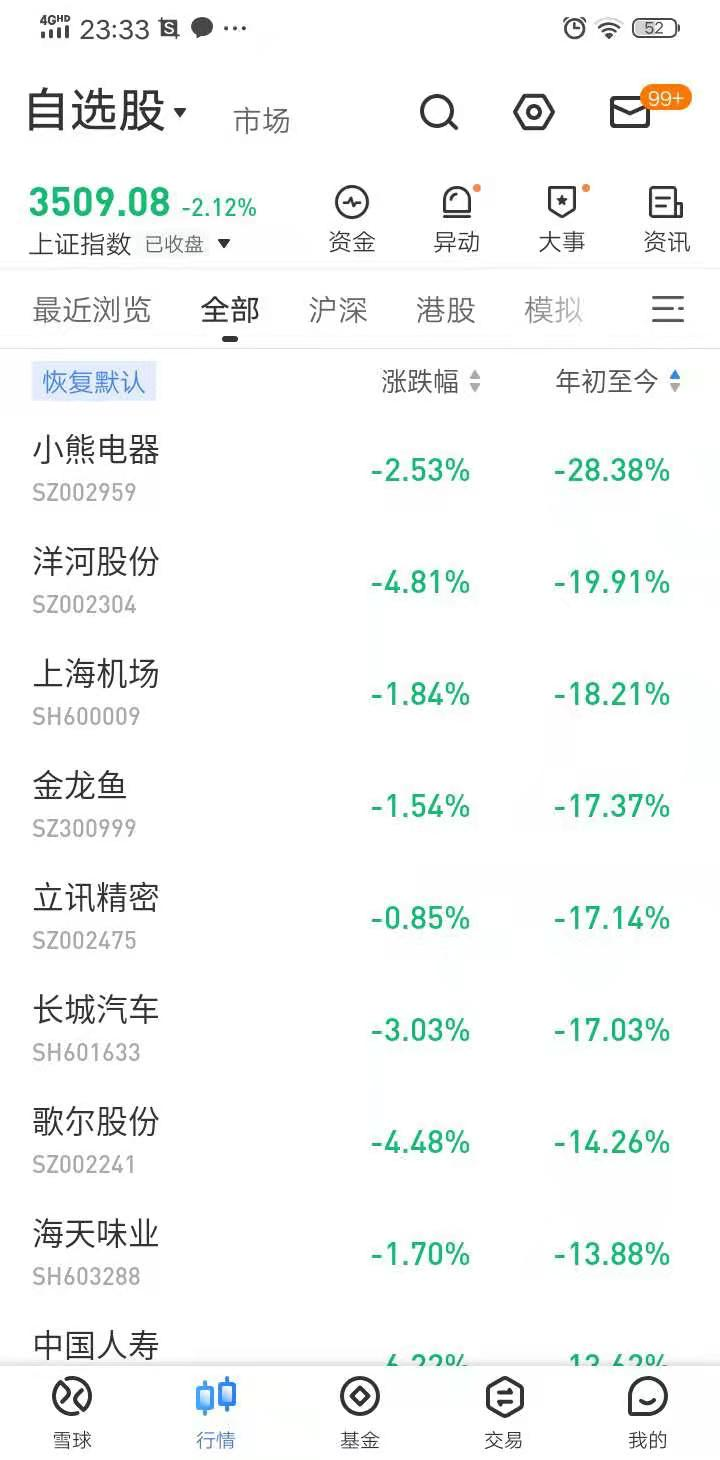 4GHD 23:33 S ... 52
自选股 市场 99+
3509.08 -2.12%
上证指数 已收盘 资金 异动 大事 资讯
最近浏览 全部 沪深 港股 模拟
恢复默认 涨跌幅 年初至今
小熊电器 -2.53% -28.38%
SZ002959
洋河股份 -4.81% -19.91%
SZ002304
上海机场 -1.84% -18.21%
SH600009
金龙鱼 -1.54% -17.37%
SZ300999
立讯精密 -0.85% -17.14%
SZ002475
长城汽车 -3.03% -17.03%
SH601633
歌尔股份 -4.48% -14.26%
SZ002241
海天味业 -1.70% -13.88%
SH603288
中国人寿
雪球 行情 基金 交易 我的